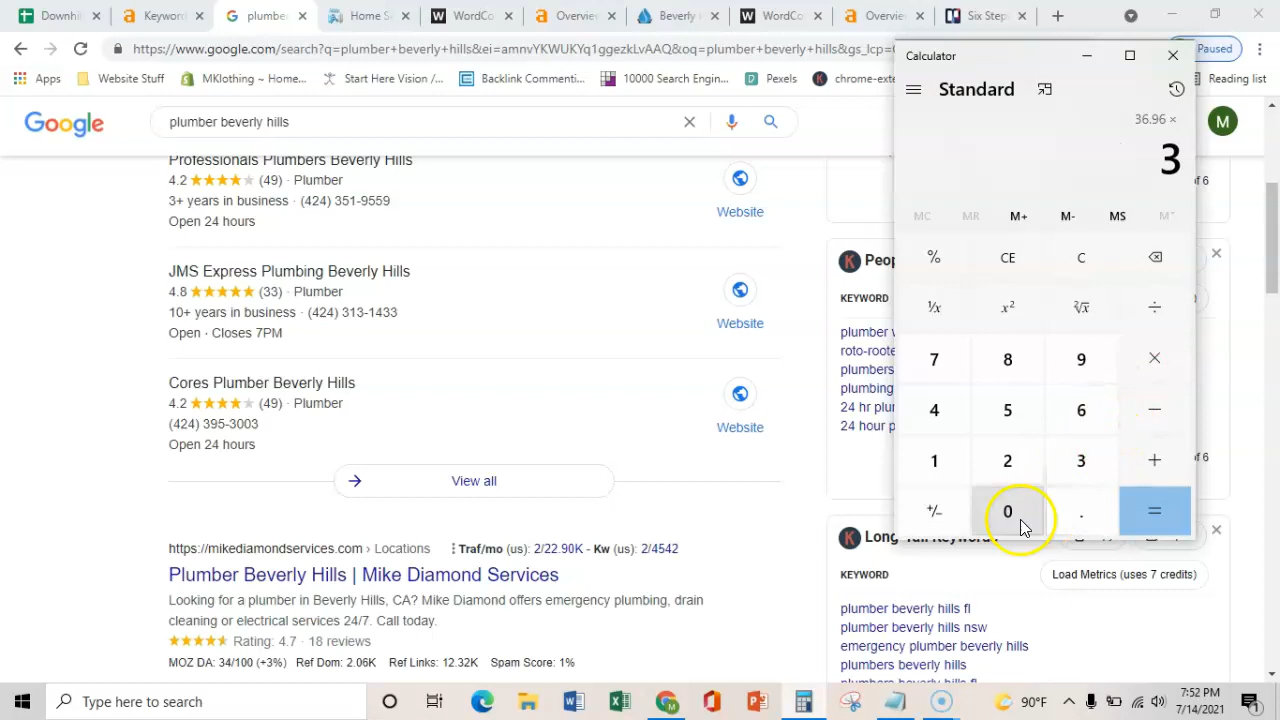 Downhill
Keyword
plumber
Home S
WordCo
Overvie
Beverly
WordCo
Overvie
Six Step
https://www.google.com/search?q=plumber+beverly+hills&ei=amnvYKWUKYq1ggezkLvAAQ&oq=plumber+beverly+hills&gs_lcp=
Paused
Apps
Website Stuff
MKlothing ~ Home...
Start Here Vision /...
Backlink Commenti...
10000 Search Engin...
Pexels
chrome-exte
Reading list
Google
plumber beverly hills
M
Professionals Plumbers Beverly Hills
4.2 (49) · Plumber
3+ years in business · (424) 351-9559
Open 24 hours
Website
JMS Express Plumbing Beverly Hills
4.8 (33) · Plumber
10+ years in business · (424) 313-1433
Open · Closes 7PM
Website
Cores Plumber Beverly Hills
4.2 (49) · Plumber
(424) 395-3003
Open 24 hours
Website
View all
https://mikediamondservices.com › Locations
Traf/mo (us): 2/22.90K - Kw (us): 2/4542
Plumber Beverly Hills | Mike Diamond Services
Looking for a plumber in Beverly Hills, CA? Mike Diamond offers emergency plumbing, drain
cleaning or electrical services 24/7. Call today.
Rating: 4.7 · 18 reviews
MOZ DA: 34/100 (+3%) Ref Dom: 2.06K Ref Links: 12.32K Spam Score: 1%
of 6
K Peop
KEYWORD
plumber w
roto-roote
plumbers
plumbing
24 hr plur
24 hour p
of 6
K
KEYWORD
Load Metrics (uses 7 credits)
plumber beverly hills fl
plumber beverly hills nsw
emergency plumber beverly hills
plumbers beverly hills
Calculator
Standard
36.96 ×
3
MC MR M+ M- MS
% CE C
¹⁄x x² ²√x ÷
7 8 9 ×
4 5 6 −
1 2 3 +
+/− 0 . =
Type here to search
90°F
7:52 PM
7/14/2021